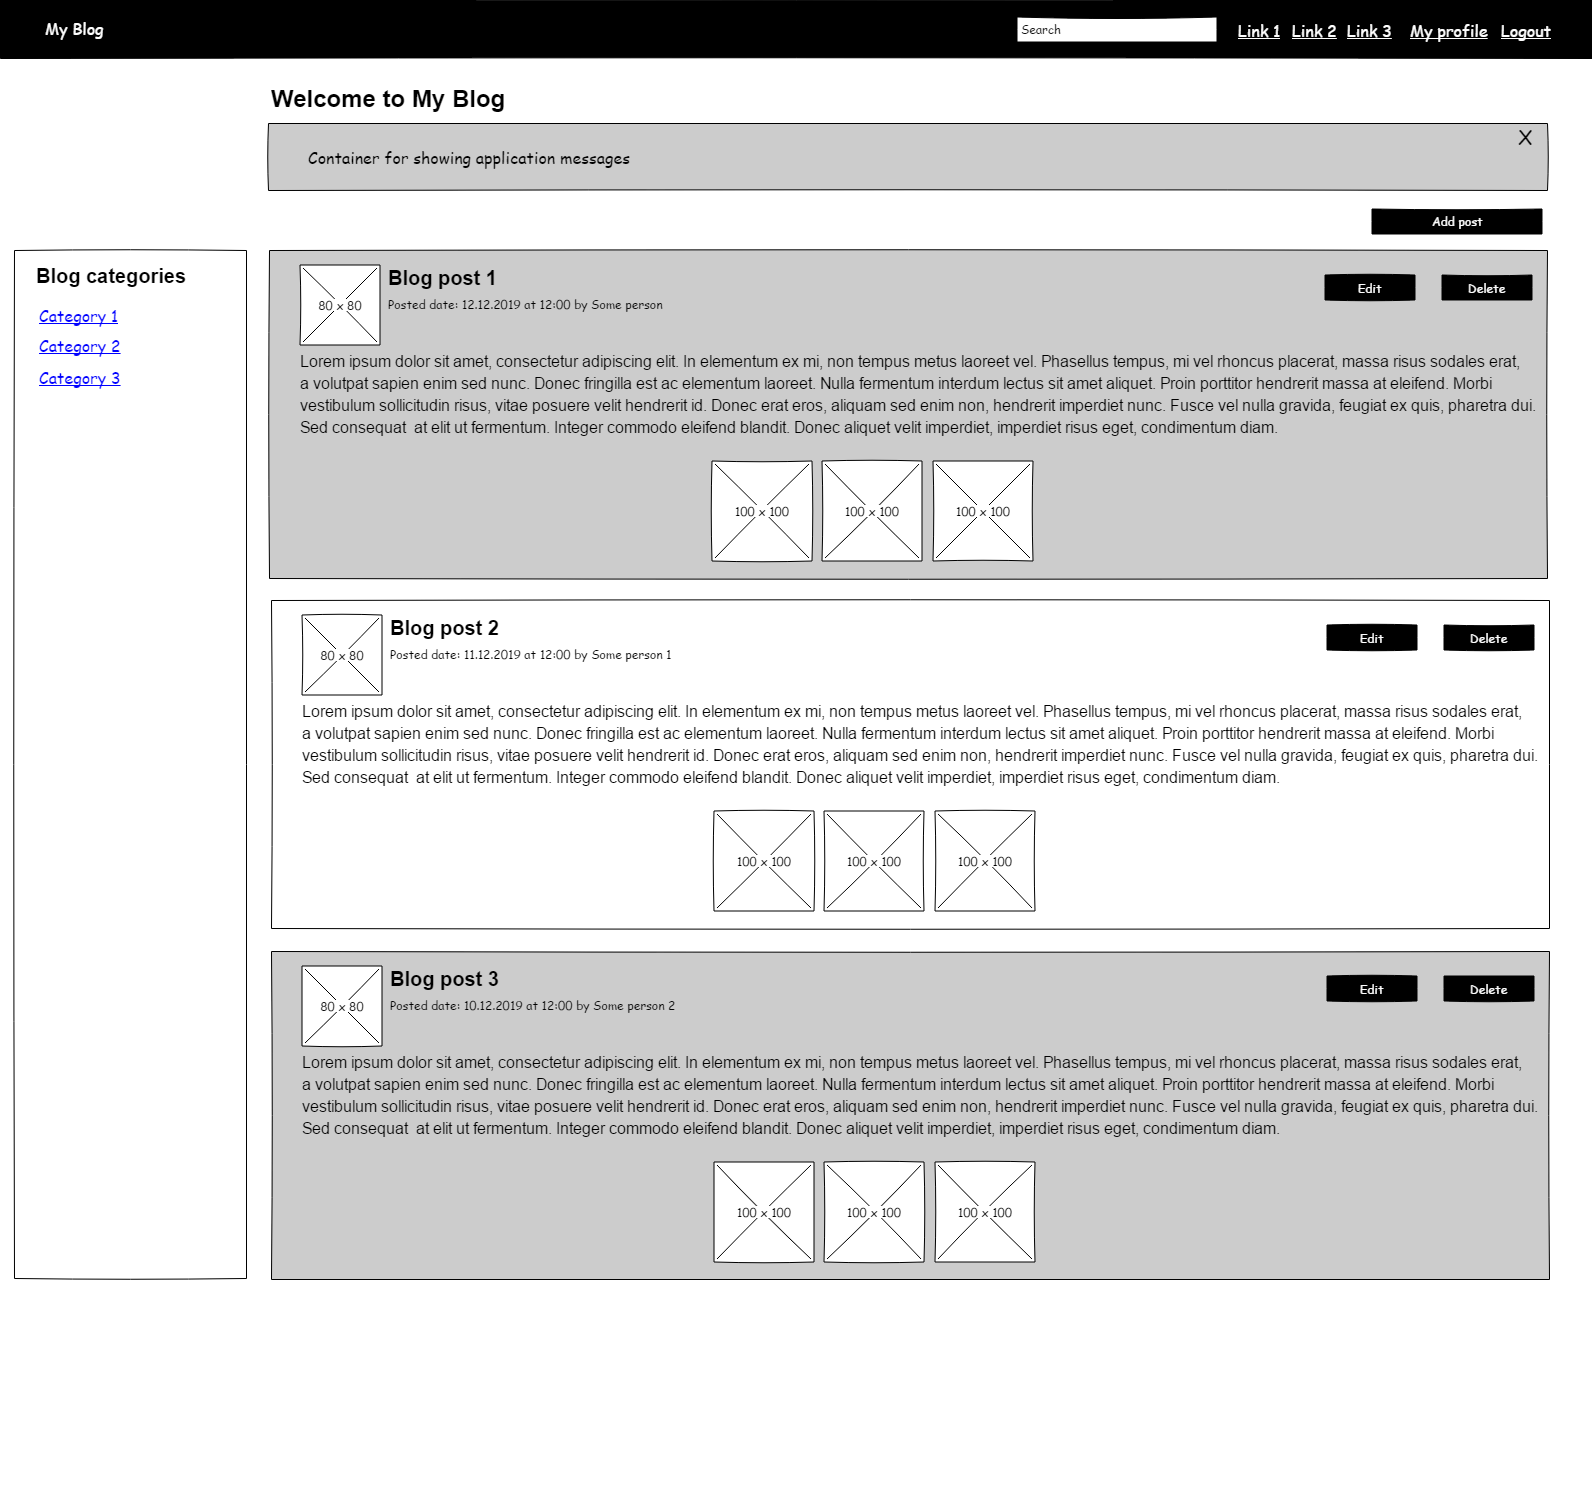 My Blog
Search
Link 1 Link 2 Link 3 My profile Logout
Welcome to My Blog
X
Container for showing application messages
Add post
Blog categories
Category 1
Category 2
Category 3
80 x 80
Blog post 1
Posted date: 12.12.2019 at 12:00 by Some person
Edit
Delete
Lorem ipsum dolor sit amet, consectetur adipiscing elit. In elementum ex mi, non tempus metus laoreet vel. Phasellus tempus, mi vel rhoncus placerat, massa risus sodales erat,
a volutpat sapien enim sed nunc. Donec fringilla est ac elementum laoreet. Nulla fermentum interdum lectus sit amet aliquet. Proin porttitor hendrerit massa at eleifend. Morbi
vestibulum sollicitudin risus, vitae posuere velit hendrerit id. Donec erat eros, aliquam sed enim non, hendrerit imperdiet nunc. Fusce vel nulla gravida, feugiat ex quis, pharetra dui.
Sed consequat  at elit ut fermentum. Integer commodo eleifend blandit. Donec aliquet velit imperdiet, imperdiet risus eget, condimentum diam.
100 x 100
100 x 100
100 x 100
80 x 80
Blog post 2
Posted date: 11.12.2019 at 12:00 by Some person 1
Edit
Delete
Lorem ipsum dolor sit amet, consectetur adipiscing elit. In elementum ex mi, non tempus metus laoreet vel. Phasellus tempus, mi vel rhoncus placerat, massa risus sodales erat,
a volutpat sapien enim sed nunc. Donec fringilla est ac elementum laoreet. Nulla fermentum interdum lectus sit amet aliquet. Proin porttitor hendrerit massa at eleifend. Morbi
vestibulum sollicitudin risus, vitae posuere velit hendrerit id. Donec erat eros, aliquam sed enim non, hendrerit imperdiet nunc. Fusce vel nulla gravida, feugiat ex quis, pharetra dui.
Sed consequat  at elit ut fermentum. Integer commodo eleifend blandit. Donec aliquet velit imperdiet, imperdiet risus eget, condimentum diam.
100 x 100
100 x 100
100 x 100
80 x 80
Blog post 3
Posted date: 10.12.2019 at 12:00 by Some person 2
Edit
Delete
Lorem ipsum dolor sit amet, consectetur adipiscing elit. In elementum ex mi, non tempus metus laoreet vel. Phasellus tempus, mi vel rhoncus placerat, massa risus sodales erat,
a volutpat sapien enim sed nunc. Donec fringilla est ac elementum laoreet. Nulla fermentum interdum lectus sit amet aliquet. Proin porttitor hendrerit massa at eleifend. Morbi
vestibulum sollicitudin risus, vitae posuere velit hendrerit id. Donec erat eros, aliquam sed enim non, hendrerit imperdiet nunc. Fusce vel nulla gravida, feugiat ex quis, pharetra dui.
Sed consequat  at elit ut fermentum. Integer commodo eleifend blandit. Donec aliquet velit imperdiet, imperdiet risus eget, condimentum diam.
100 x 100
100 x 100
100 x 100